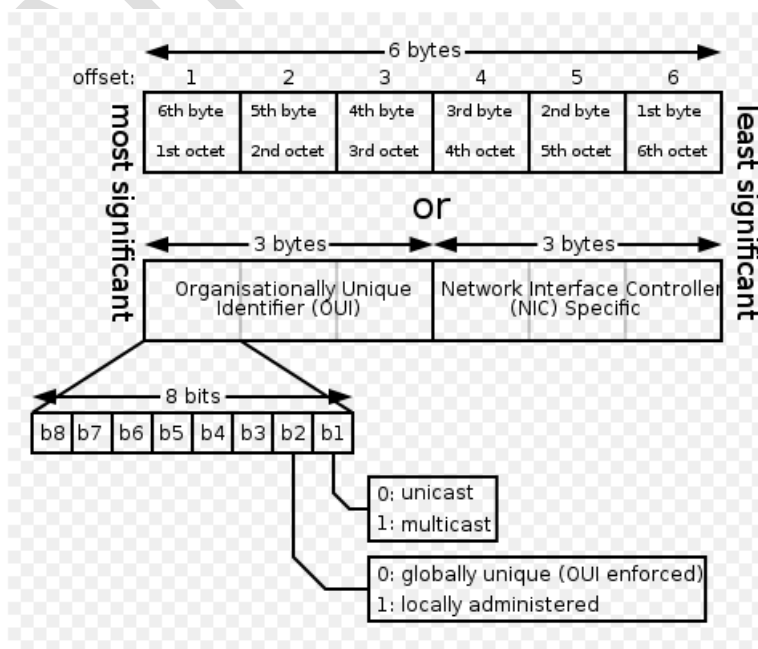 6 bytes
offset: 1 2 3 4 5 6
most significant
6th byte 5th byte 4th byte 3rd byte 2nd byte 1st byte
1st octet 2nd octet 3rd octet 4th octet 5th octet 6th octet
least significant
or
3 bytes 3 bytes
Organisationally Unique
Identifier (OUI)
Network Interface Controller
(NIC) Specific
8 bits
b8 b7 b6 b5 b4 b3 b2 b1
0: unicast
1: multicast
0: globally unique (OUI enforced)
1: locally administered